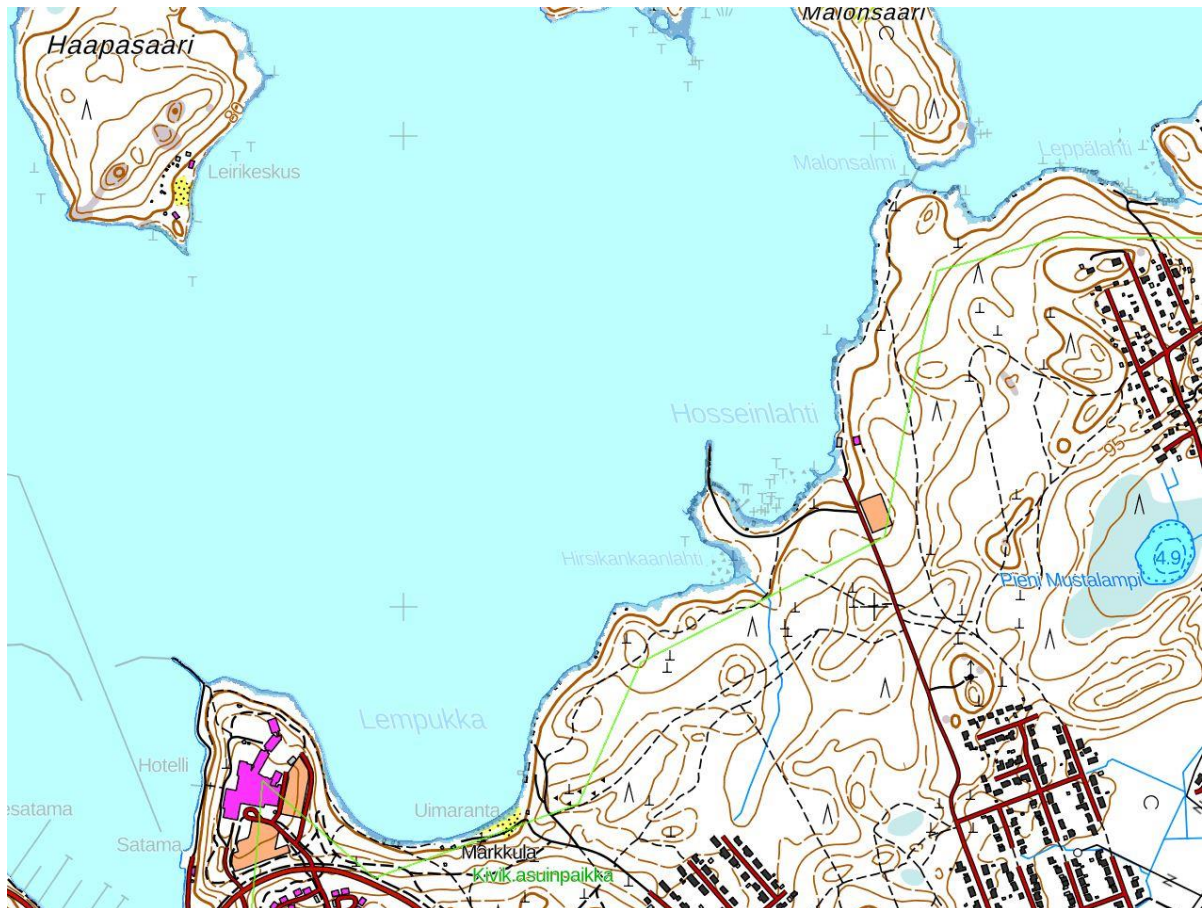 Malonsaari
Haapasaari
80
Leppälahti
Malonsalmi
Leirikeskus
Hosseinlahti
95
Hirsikankaanlahti
4.9
Pieni Mustalampi
Lempukka
Hotelli
esatama
Uimaranta
Satama
Markkula
Kivik.asuinpaikka
N